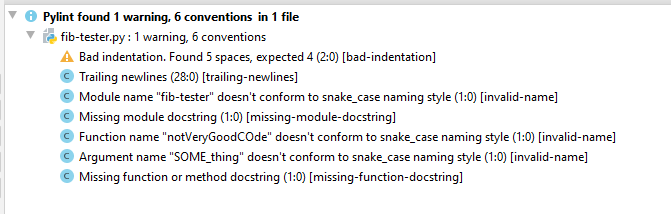 Pylint found 1 warning, 6 conventions in 1 file
fib-tester.py : 1 warning, 6 conventions
Bad indentation. Found 5 spaces, expected 4 (2:0) [bad-indentation]
C Trailing newlines (28:0) [trailing-newlines]
C Module name "fib-tester" doesn't conform to snake_case naming style (1:0) [invalid-name]
C Missing module docstring (1:0) [missing-module-docstring]
C Function name "notVeryGoodCOde" doesn't conform to snake_case naming style (1:0) [invalid-name]
C Argument name "SOME_thing" doesn't conform to snake_case naming style (1:0) [invalid-name]
C Missing function or method docstring (1:0) [missing-function-docstring]